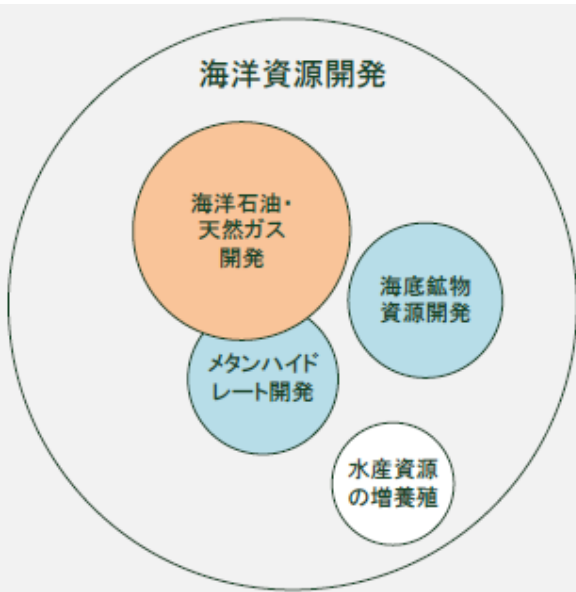 海洋資源開発
海洋石油・
天然ガス
開発
海底鉱物
資源開発
メタンハイド
レート開発
水産資源
の増養殖